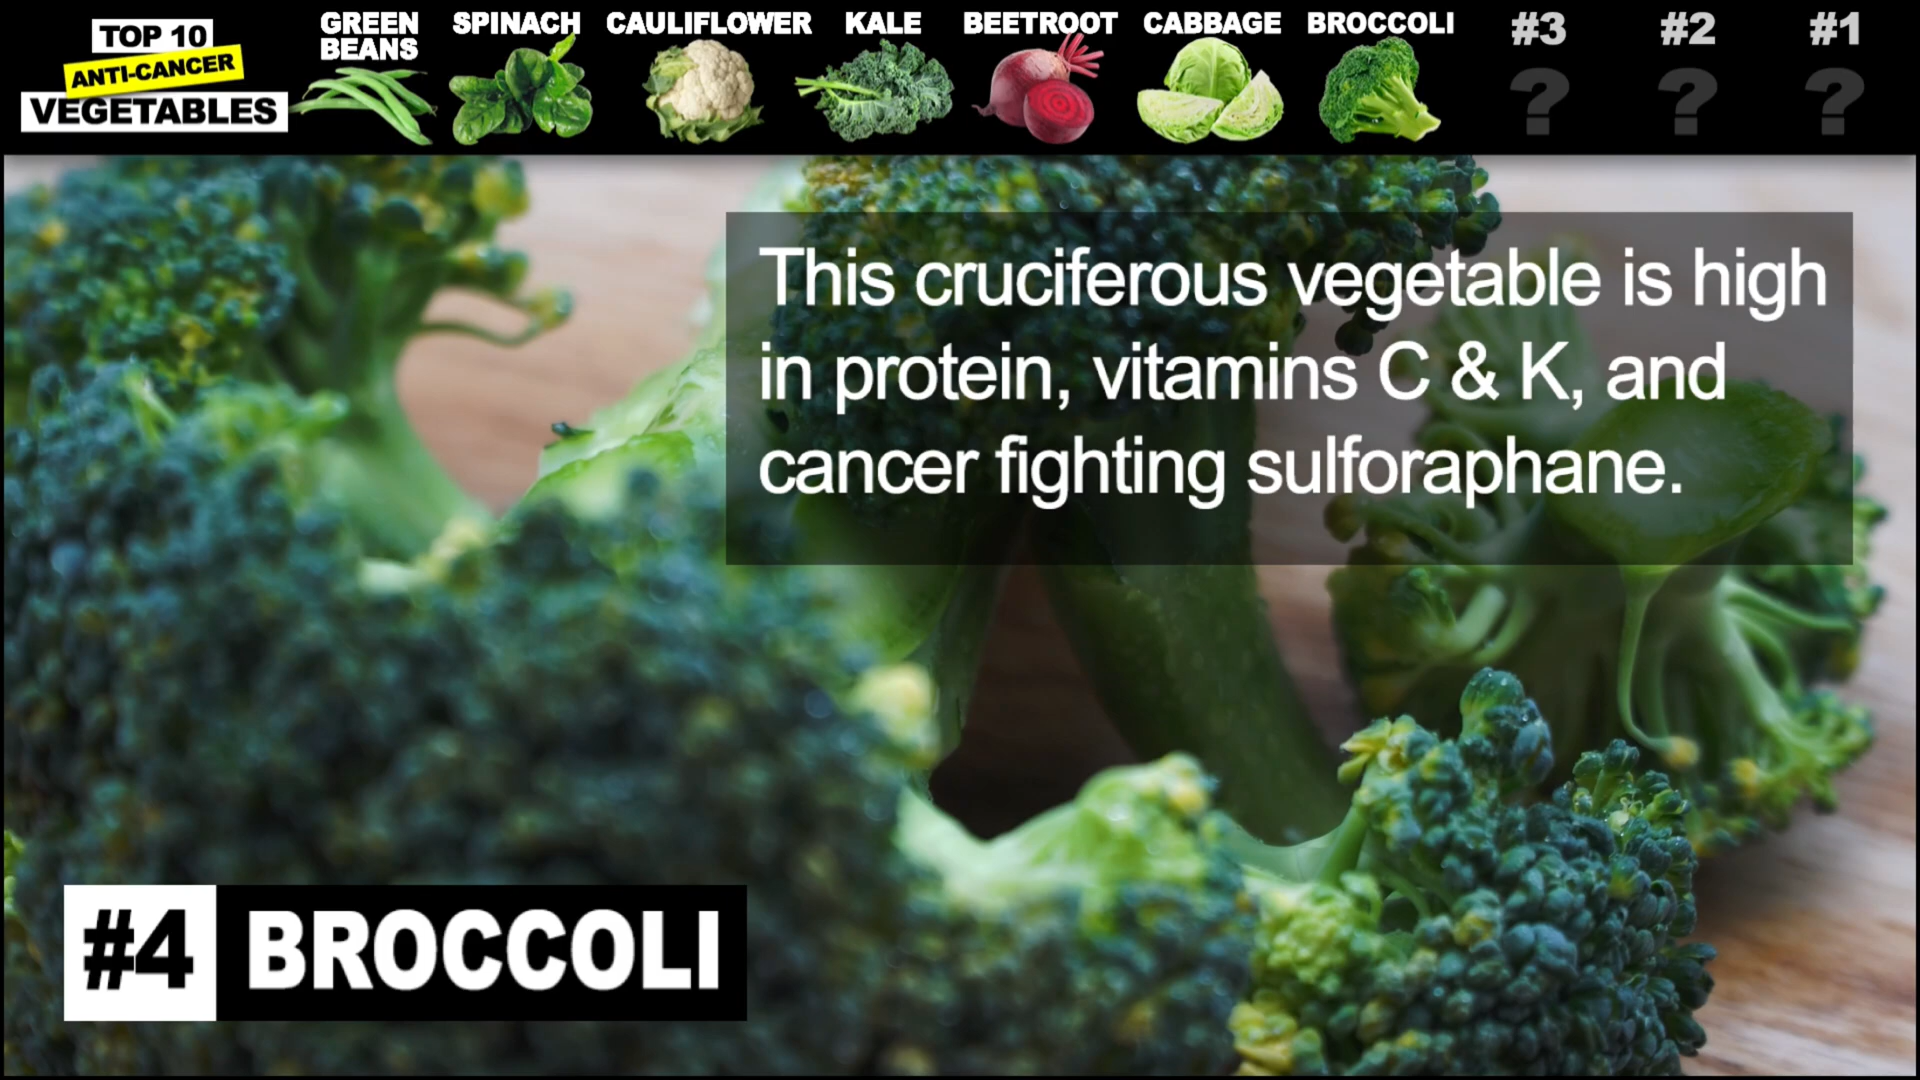 TOP 10
ANTI-CANCER
VEGETABLES
GREEN
BEANS
SPINACH
CAULIFLOWER
KALE
BEETROOT
CABBAGE
BROCCOLI
#3
?
#2
?
#1
?
This cruciferous vegetable is high
in protein, vitamins C & K, and
cancer fighting sulforaphane.
#4 BROCCOLI